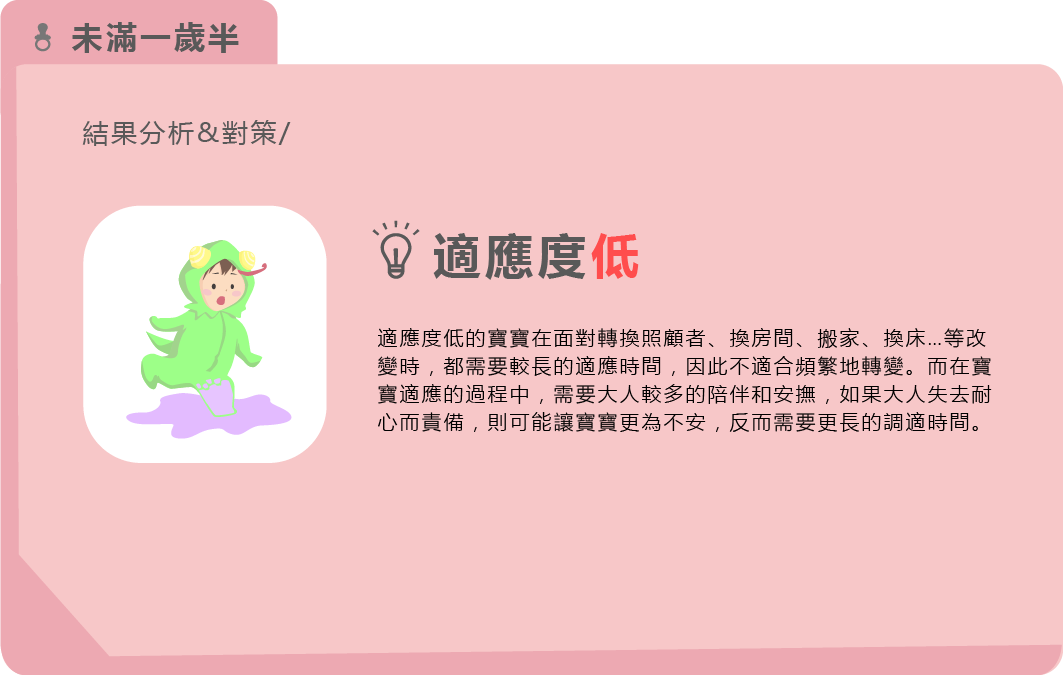 未滿一歲半
結果分析&對策/
適應度低
適應度低的寶寶在面對轉換照顧者、換房間、搬家、換床...等改
變時，都需要較長的適應時間，因此不適合頻繁地轉變。而在寶
寶適應的過程中，需要大人較多的陪伴和安撫，如果大人失去耐
心而責備，則可能讓寶寶更為不安，反而需要更長的調適時間。